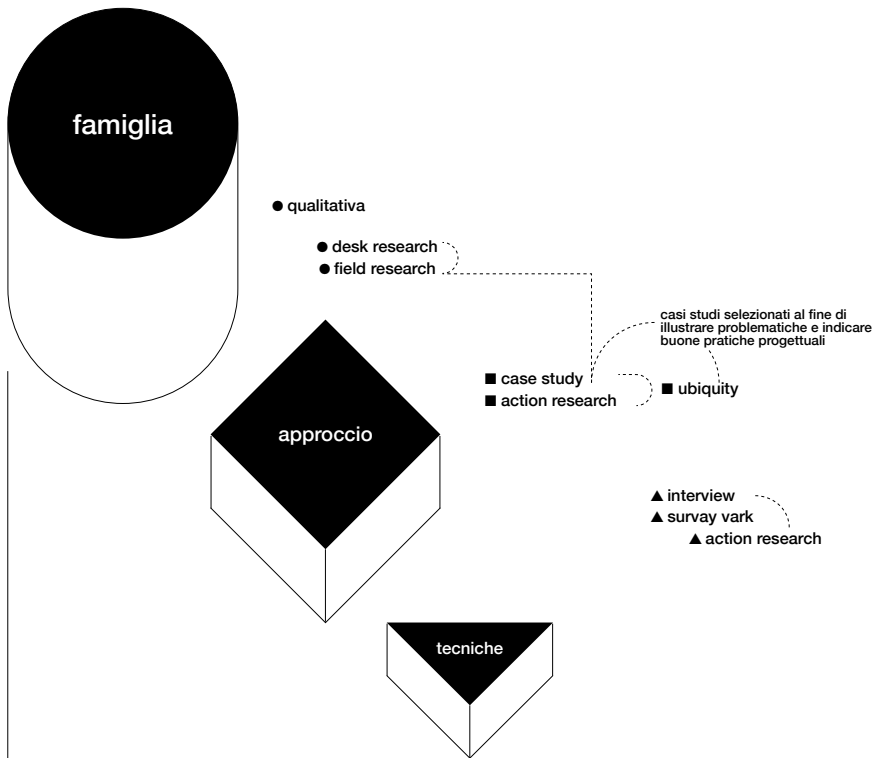 famiglia
qualitativa
desk research
field research
casi studi selezionati al fine di
illustrare problematiche e indicare
buone pratiche progettuali
case study
action research
ubiquity
approccio
interview
survay vark
action research
tecniche